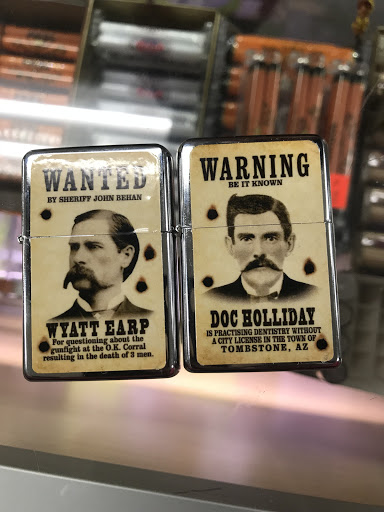 WANTED
BY SHERIFF JOHN BEHAN
WYATT EARP
For questioning about the
gunfight at the O.K. Corral
resulting in the death of 3 men.
WARNING
BE IT KNOWN
DOC HOLLIDAY
IS PRACTISING DENTISTRY WITHOUT
A CITY LICENSE IN THE TOWN OF
TOMBSTONE, AZ